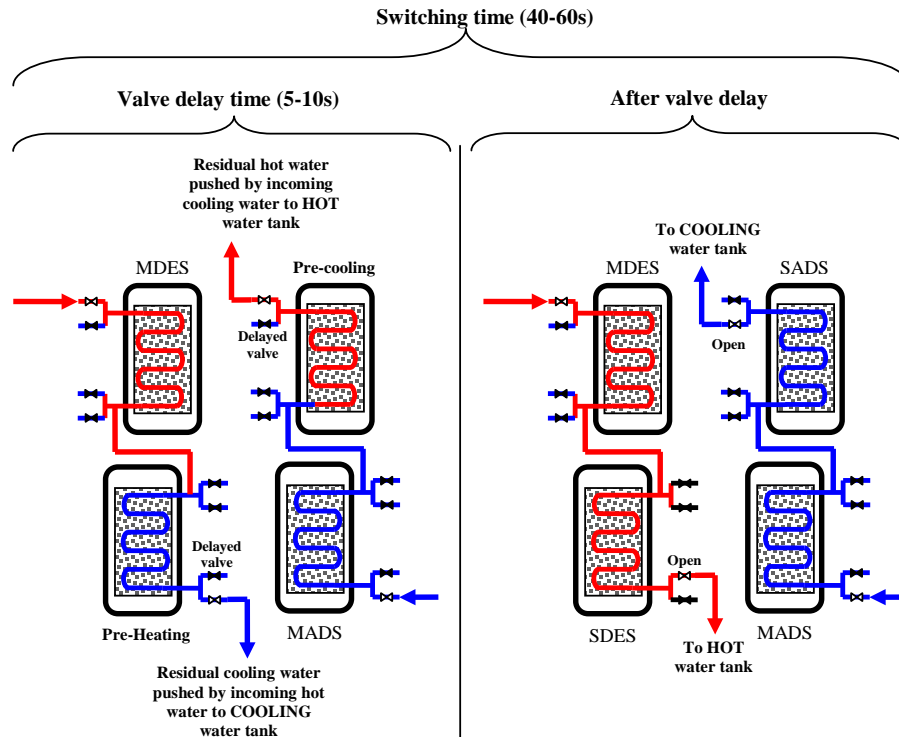 Switching time (40-60s)
Valve delay time (5-10s)
After valve delay
Residual hot water
pushed by incoming
cooling water to HOT
water tank
MDES
Pre-cooling
Delayed
valve
Delayed
valve
Pre-Heating
MADS
Residual cooling water
pushed by incoming hot
water to COOLING
water tank
To COOLING
water tank
MDES
SADS
Open
Open
SDES
MADS
To HOT
water tank